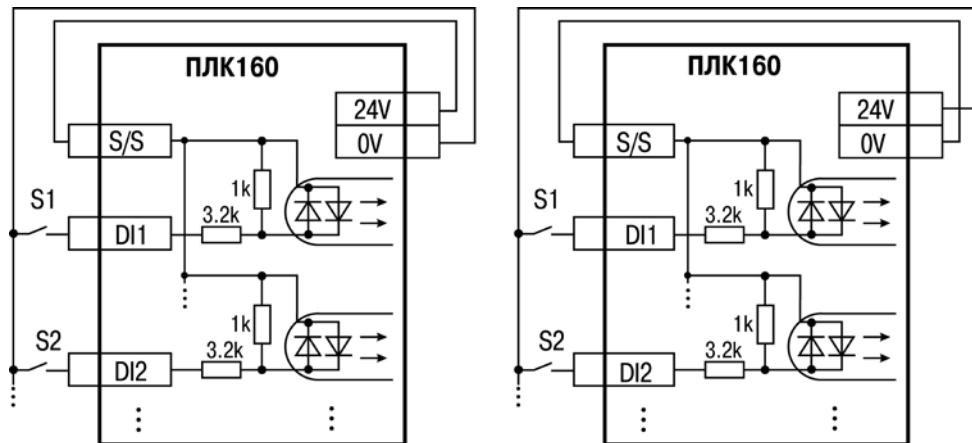 ПЛК160
24V
0V
S/S
1k
S1
3.2k
DI1
1k
S2
3.2k
DI2
ПЛК160
24V
0V
S/S
1k
S1
3.2k
DI1
1k
S2
3.2k
DI2